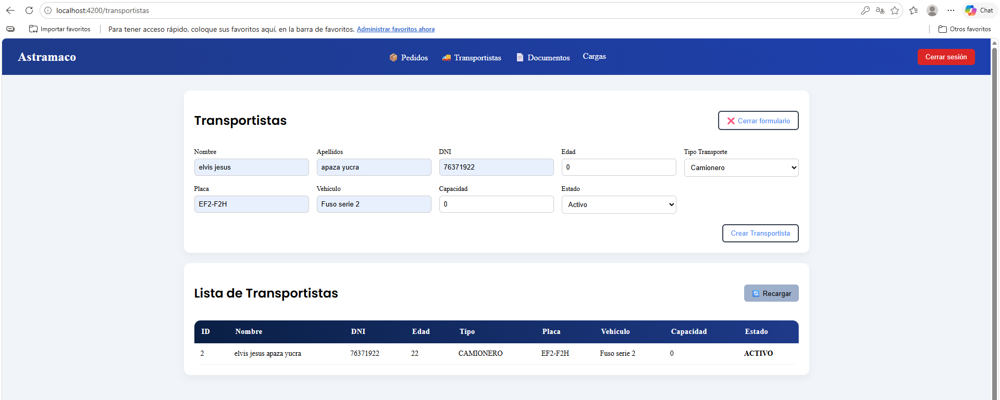 localhost:4200/transportistas
Chat
Importar favoritos
Para tener acceso rápido, coloque sus favoritos aquí, en la barra de favoritos. Administrar favoritos ahora
Otros favoritos
Astramaco
Pedidos
Transportistas
Documentos
Cargas
Cerrar sesión
Transportistas
Cerrar formulario
Nombre Apellidos DNI Edad Tipo Transporte
elvis jesus apaza yucra 76371922 0 Camionero
Placa Vehículo Capacidad Estado
EF2-F2H Fuso serie 2 0 Activo
Crear Transportista
Lista de Transportistas
Recargar
ID Nombre DNI Edad Tipo Placa Vehículo Capacidad Estado
2 elvis jesus apaza yucra 76371922 22 CAMIONERO EF2-F2H Fuso serie 2 0 ACTIVO